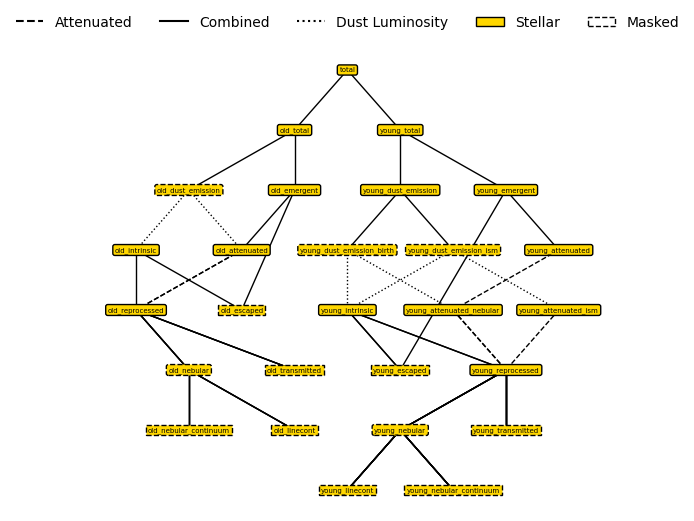 Attenuated Combined Dust Luminosity Stellar Masked
total
old_total young_total
old_dust_emission old_emergent young_dust_emission young_emergent
old_intrinsic old_attenuated young_dust_emission_birth young_dust_emission_ism young_attenuated
old_reprocessed old_escaped young_intrinsic young_attenuated_nebular young_attenuated_ism
old_nebular old_transmitted young_escaped young_reprocessed
old_nebular_continuum old_linecont young_nebular young_transmitted
young_linecont young_nebular_continuum